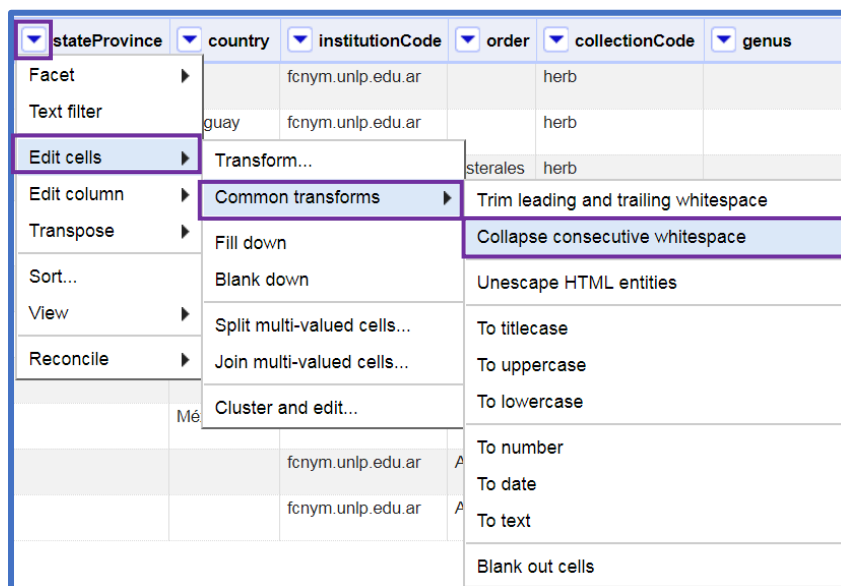 stateProvince country institutionCode order collectionCode genus
fcnym.unlp.edu.ar herb
guay fcnym.unlp.edu.ar herb
sterales herb
Mé
fcnym.unlp.edu.ar A
fcnym.unlp.edu.ar A
Facet
Text filter
Edit cells
Edit column
Transpose
Sort...
View
Reconcile
Transform...
Common transforms
Fill down
Blank down
Split multi-valued cells...
Join multi-valued cells...
Cluster and edit...
Trim leading and trailing whitespace
Collapse consecutive whitespace
Unescape HTML entities
To titlecase
To uppercase
To lowercase
To number
To date
To text
Blank out cells